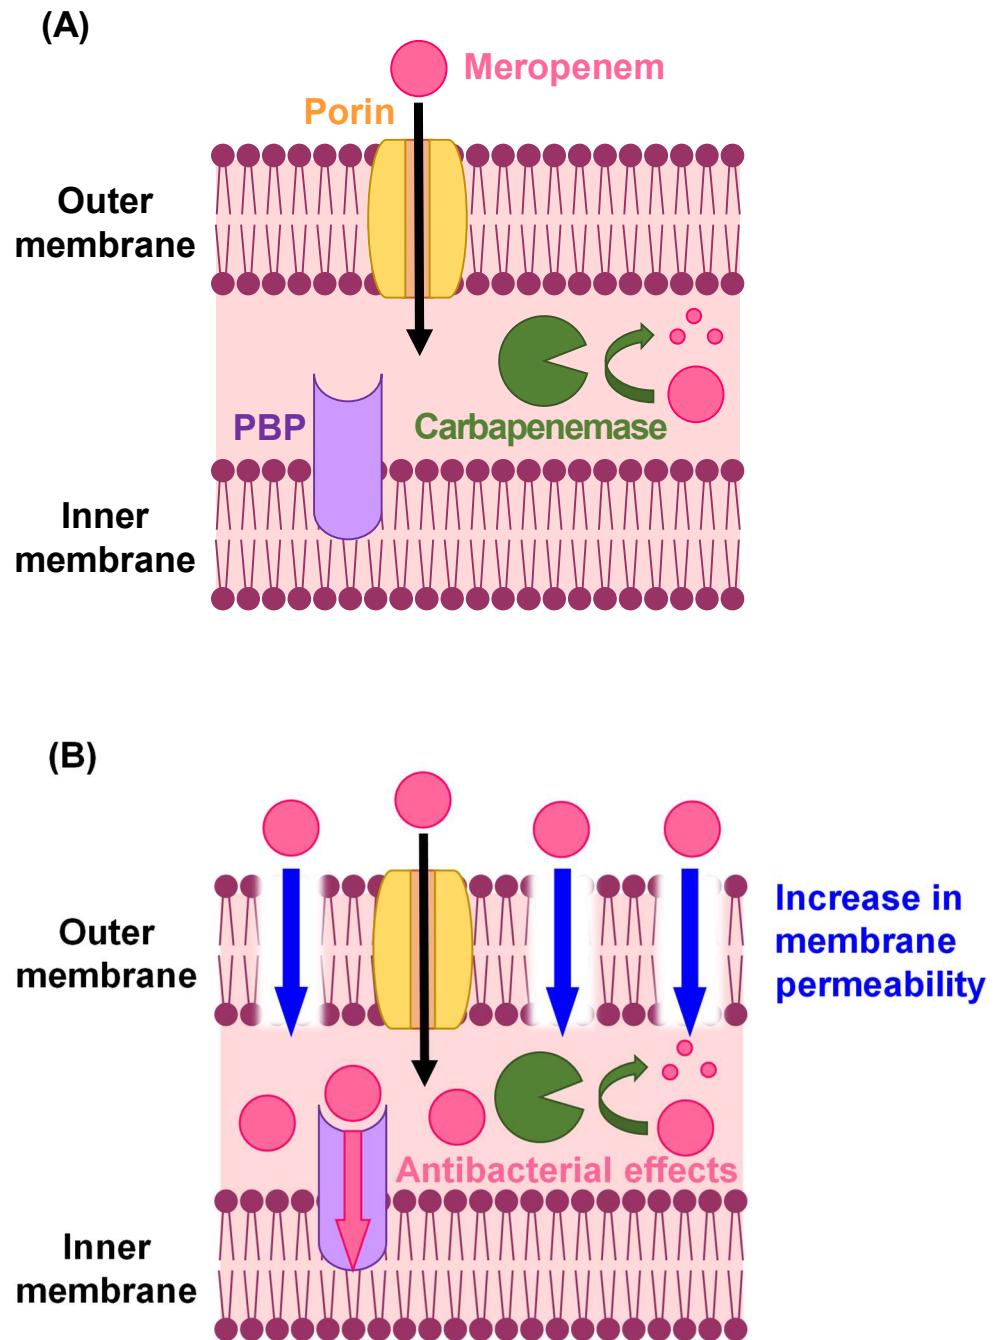 (A)
Meropenem
Porin
Outer
membrane
PBP
Carbapenemase
Inner
membrane
(B)
Increase in
membrane
permeability
Outer
membrane
Antibacterial effects
Inner
membrane